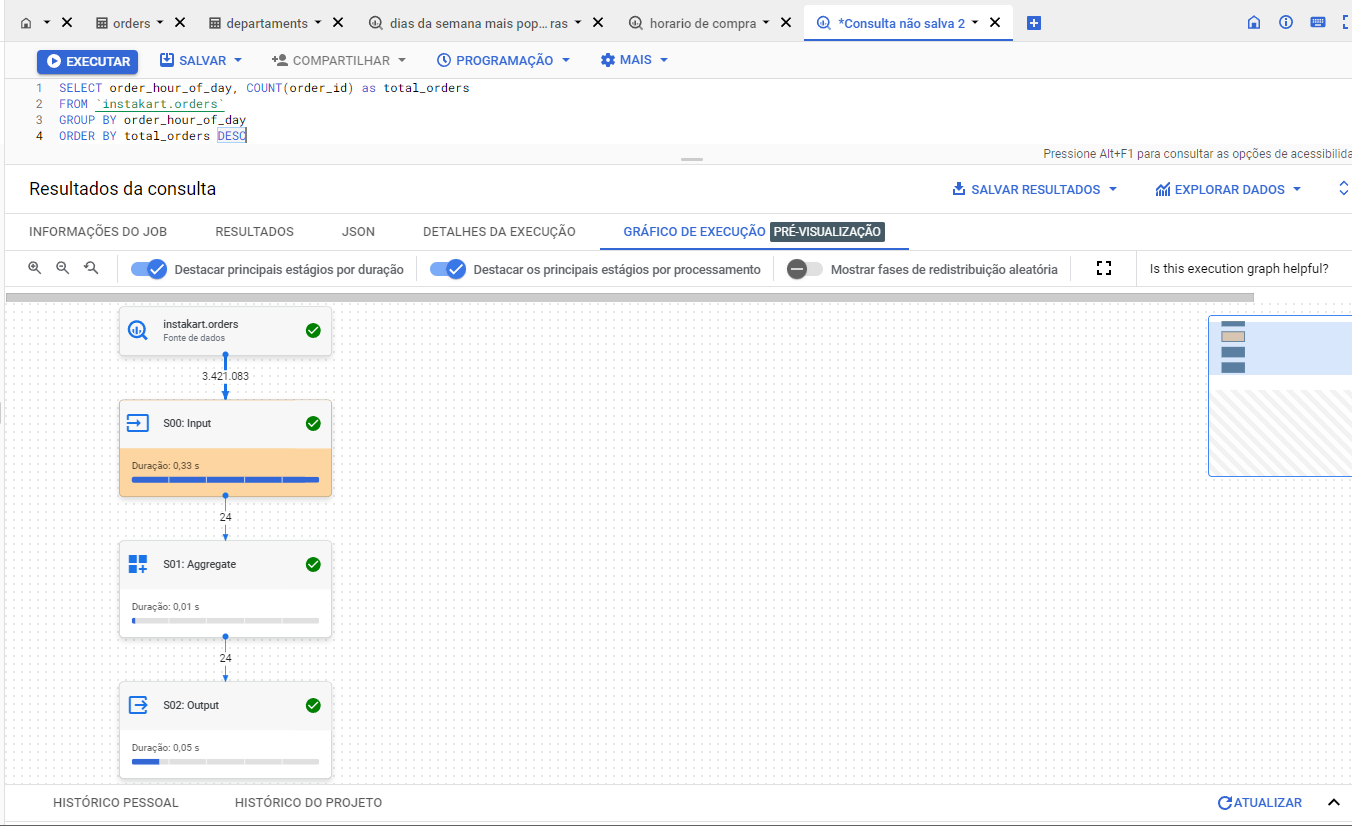 orders departaments dias da semana mais pop... ras horario de compra *Consulta não salva 2
EXECUTAR SALVAR COMPARTILHAR PROGRAMAÇÃO MAIS
1 SELECT order_hour_of_day, COUNT(order_id) as total_orders
2 FROM `instakart.orders`
3 GROUP BY order_hour_of_day
4 ORDER BY total_orders DESC
Pressione Alt+F1 para consultar as opções de acessibilida
Resultados da consulta SALVAR RESULTADOS EXPLORAR DADOS
INFORMAÇÕES DO JOB RESULTADOS JSON DETALHES DA EXECUÇÃO GRÁFICO DE EXECUÇÃO PRÉ-VISUALIZAÇÃO
Destacar principais estágios por duração Destacar os principais estágios por processamento Mostrar fases de redistribuição aleatória Is this execution graph helpful?
instakart.orders
Fonte de dados
3.421.083
S00: Input
Duração: 0,33 s
24
S01: Aggregate
Duração: 0,01 s
24
S02: Output
Duração: 0,05 s
HISTÓRICO PESSOAL HISTÓRICO DO PROJETO ATUALIZAR